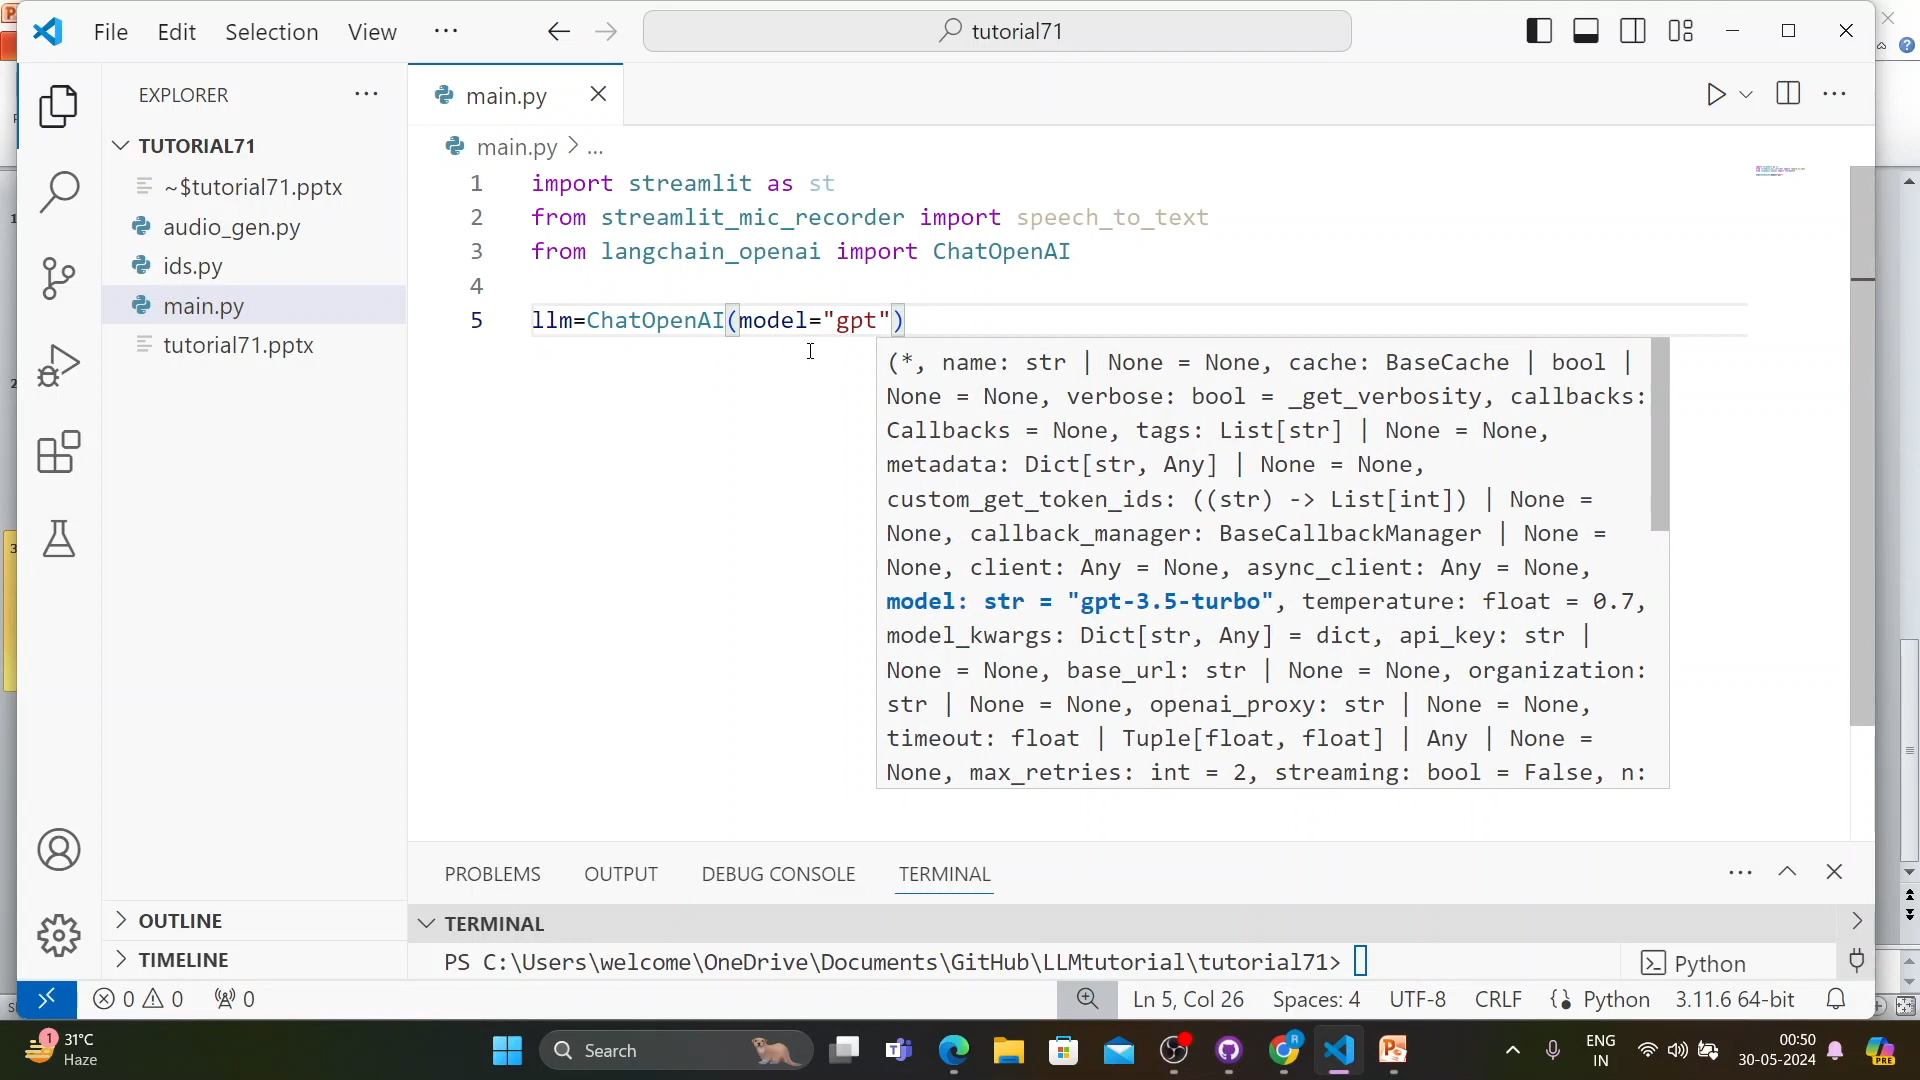 File Edit Selection View ... tutorial71
EXPLORER
TUTORIAL71
~$tutorial71.pptx
audio_gen.py
ids.py
main.py
tutorial71.pptx
OUTLINE
TIMELINE
main.py
main.py > ...
1 import streamlit as st
2 from streamlit_mic_recorder import speech_to_text
3 from langchain_openai import ChatOpenAI
4
5 llm=ChatOpenAI(model="gpt")
(*, name: str | None = None, cache: BaseCache | bool |
None = None, verbose: bool = _get_verbosity, callbacks:
Callbacks = None, tags: List[str] | None = None,
metadata: Dict[str, Any] | None = None,
custom_get_token_ids: ((str) -> List[int]) | None =
None, callback_manager: BaseCallbackManager | None =
None, client: Any = None, async_client: Any = None,
model: str = "gpt-3.5-turbo", temperature: float = 0.7,
model_kwargs: Dict[str, Any] = dict, api_key: str |
None = None, base_url: str | None = None, organization:
str | None = None, openai_proxy: str | None = None,
timeout: float | Tuple[float, float] | Any | None =
None, max_retries: int = 2, streaming: bool = False, n:
PROBLEMS OUTPUT DEBUG CONSOLE TERMINAL
TERMINAL
PS C:\Users\welcome\OneDrive\Documents\GitHub\LLMtutorial\tutorial71>
Python
0 0 0 Ln 5, Col 26 Spaces: 4 UTF-8 CRLF Python 3.11.6 64-bit
1 31°C
Haze
Search
ENG
IN
00:50
30-05-2024
PRE